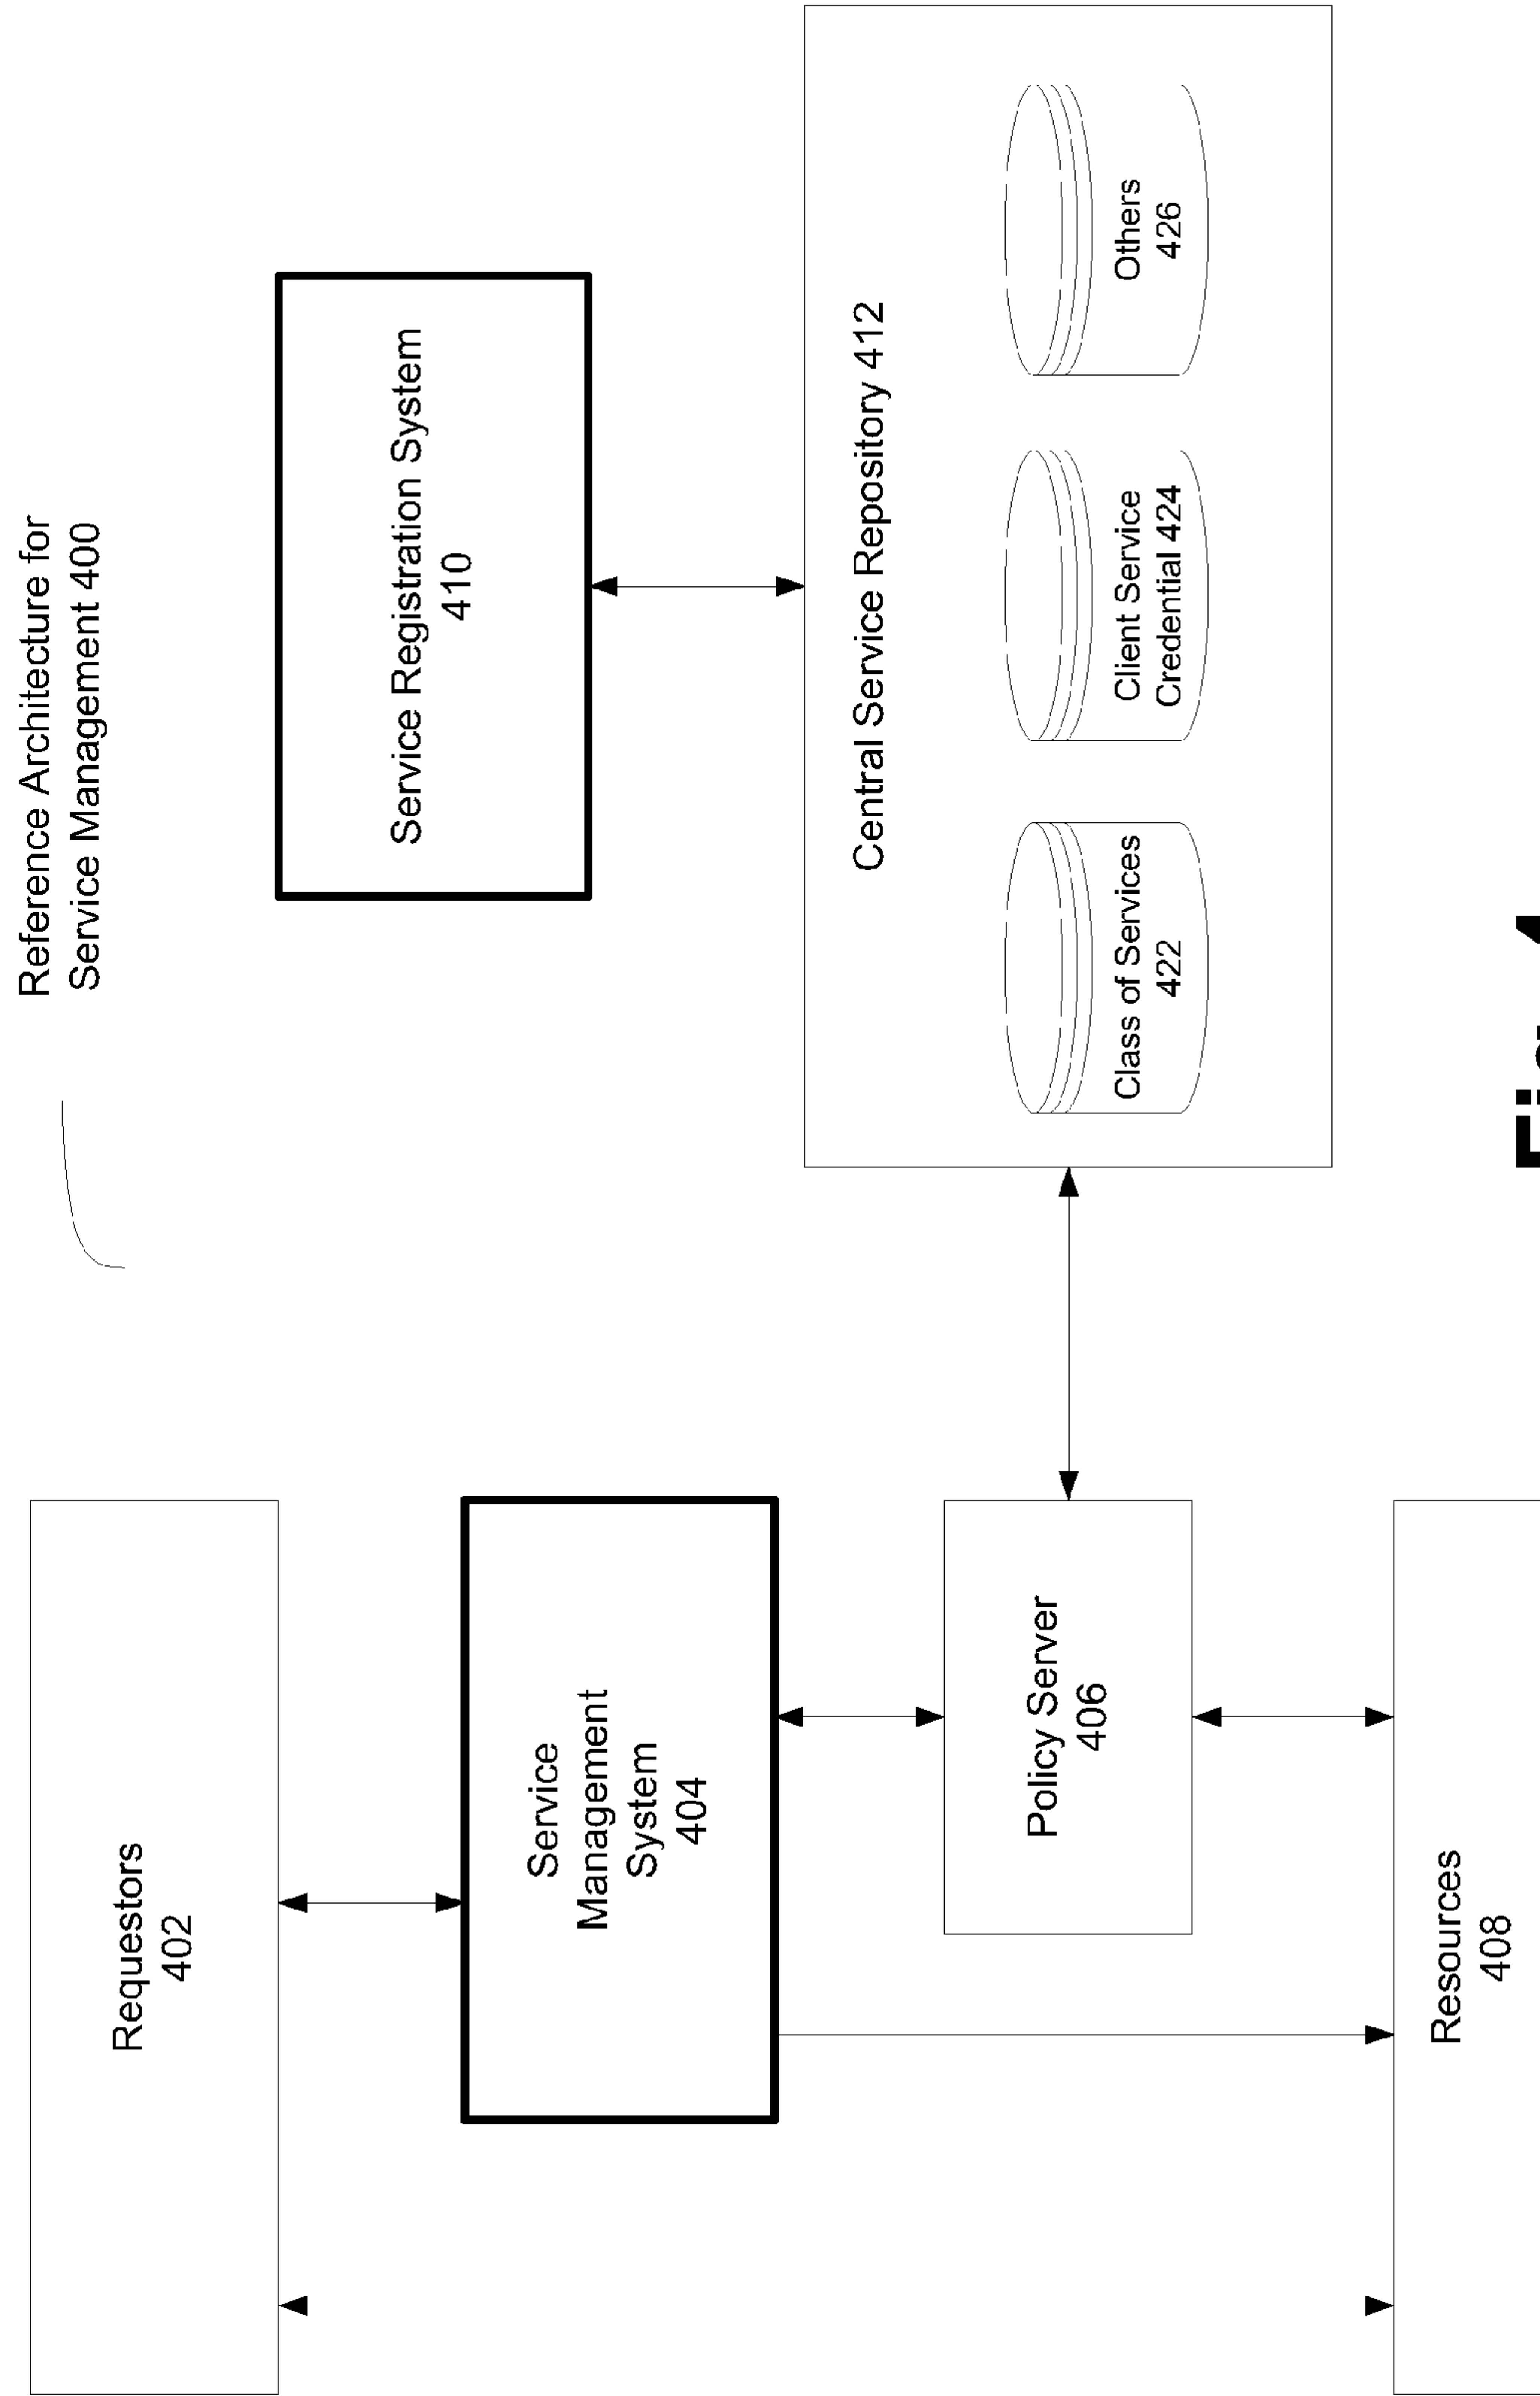 Reference Architecture for
Service Management 400
Requestors
402
Service
Management
System
404
Policy Server
406
Resources
408
Service Registration System
410
Central Service Repository 412
Class of Services
422
Client Service
Credential 424
Others
426